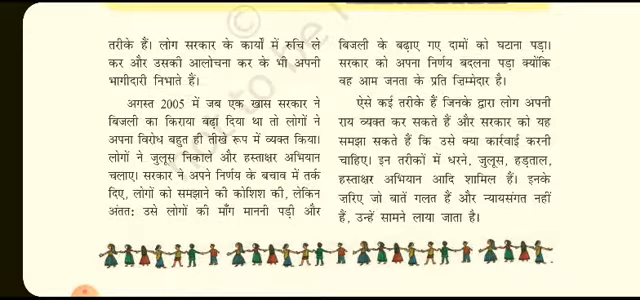 तरीके हैं। लोग सरकार के कार्यों में रुचि ले
कर और उसकी आलोचना कर के भी अपनी
भागीदारी निभाते हैं।
अगस्त 2005 में जब एक खास सरकार ने
बिजली का किराया बढ़ा दिया था तो लोगों ने
अपना विरोध बहुत ही तीखे रूप में व्यक्त किया।
लोगों ने जुलूस निकाले और हस्ताक्षर अभियान
चलाए। सरकार ने अपने निर्णय के बचाव में तर्क
दिए, लोगों को समझाने की कोशिश की, लेकिन
अंततः उसे लोगों की माँग माननी पड़ी और
बिजली के बढ़ाए गए दामों को घटाना पड़ा।
सरकार को अपना निर्णय बदलना पड़ा क्योंकि
वह आम जनता के प्रति ज़िम्मेदार है।
ऐसे कई तरीके हैं जिनके द्वारा लोग अपनी
राय व्यक्त कर सकते हैं और सरकार को यह
समझा सकते हैं कि उसे क्या कार्रवाई करनी
चाहिए। इन तरीकों में धरने, जुलूस, हड़ताल,
हस्ताक्षर अभियान आदि शामिल हैं। इनके
ज़रिए जो बातें गलत हैं और न्यायसंगत नहीं
हैं, उन्हें सामने लाया जाता है।
not to be